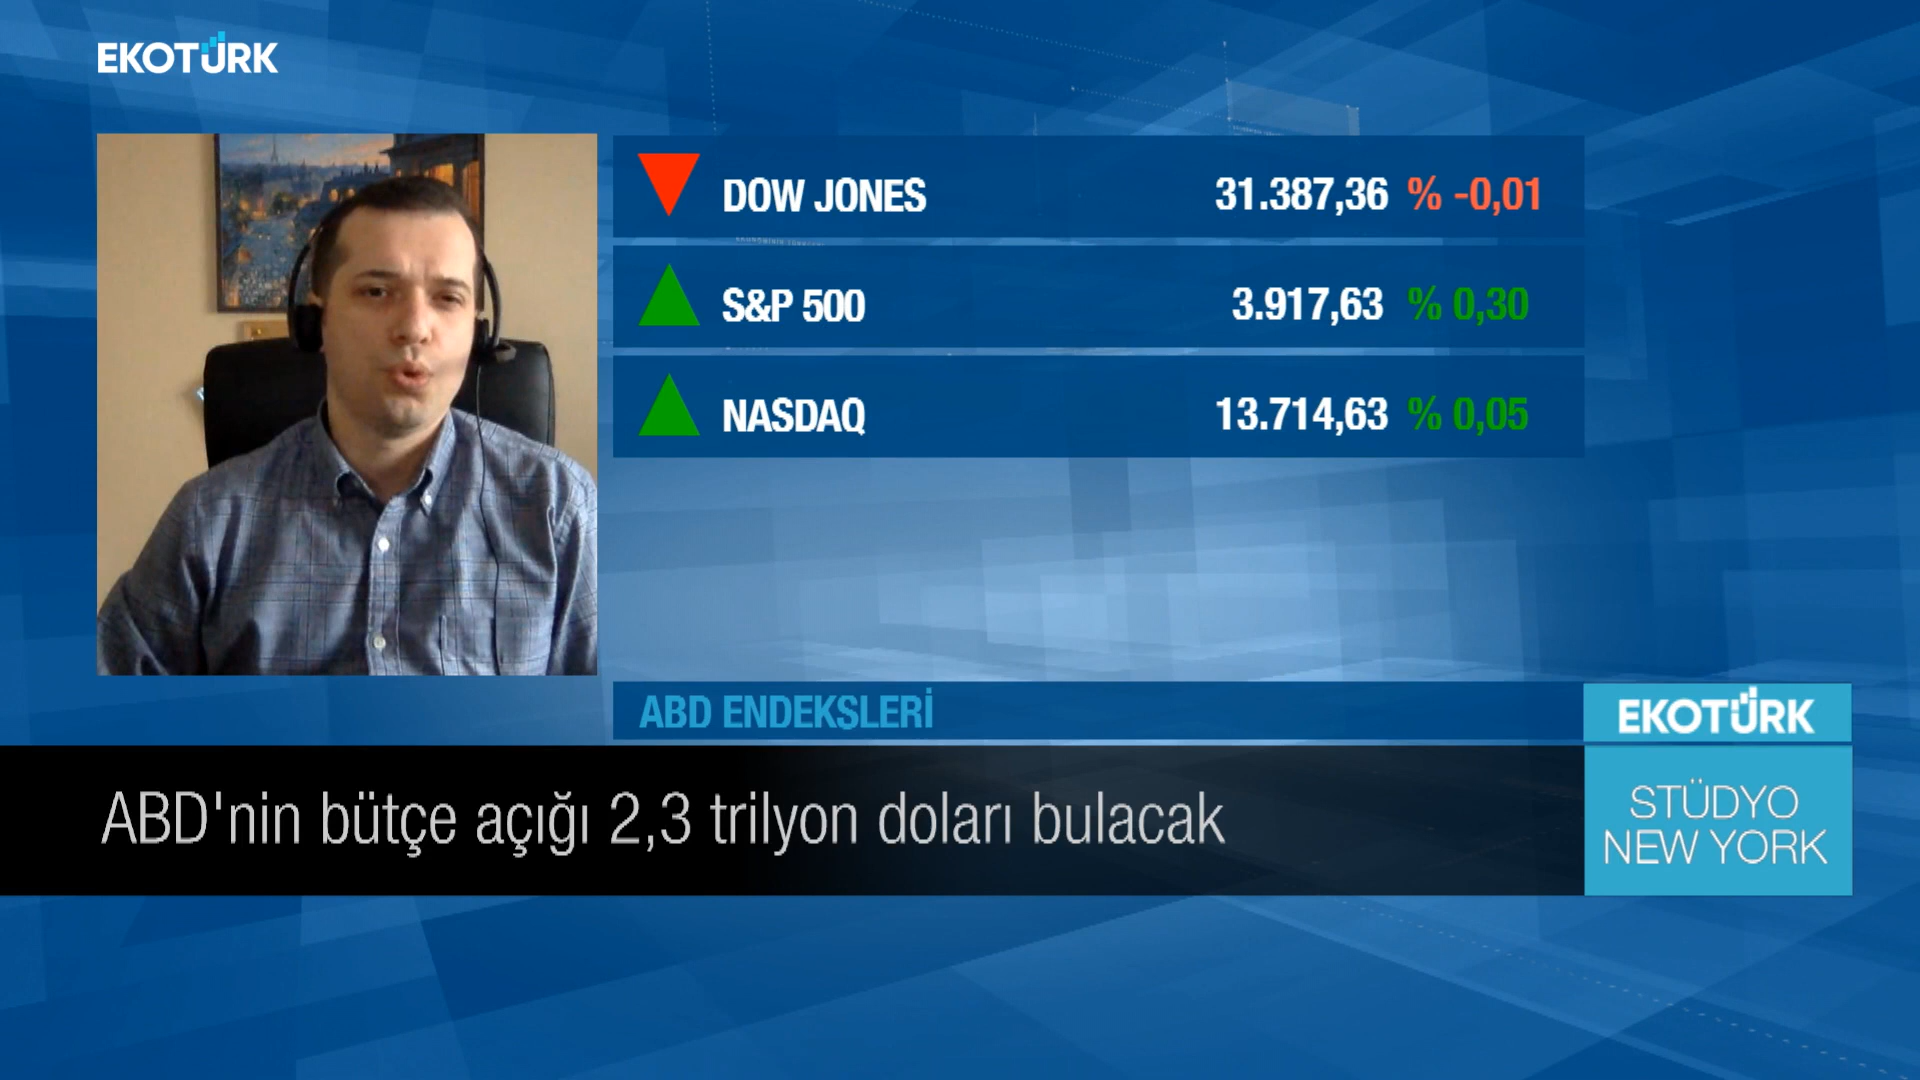 EKOTÜRK
DOW JONES 31.387,36 % -0,01
S&P 500 3.917,63 % 0,30
NASDAQ 13.714,63 % 0,05
ABD ENDEKSLERİ
EKOTÜRK
ABD'nin bütçe açığı 2,3 trilyon doları bulacak
STÜDYO
NEW YORK